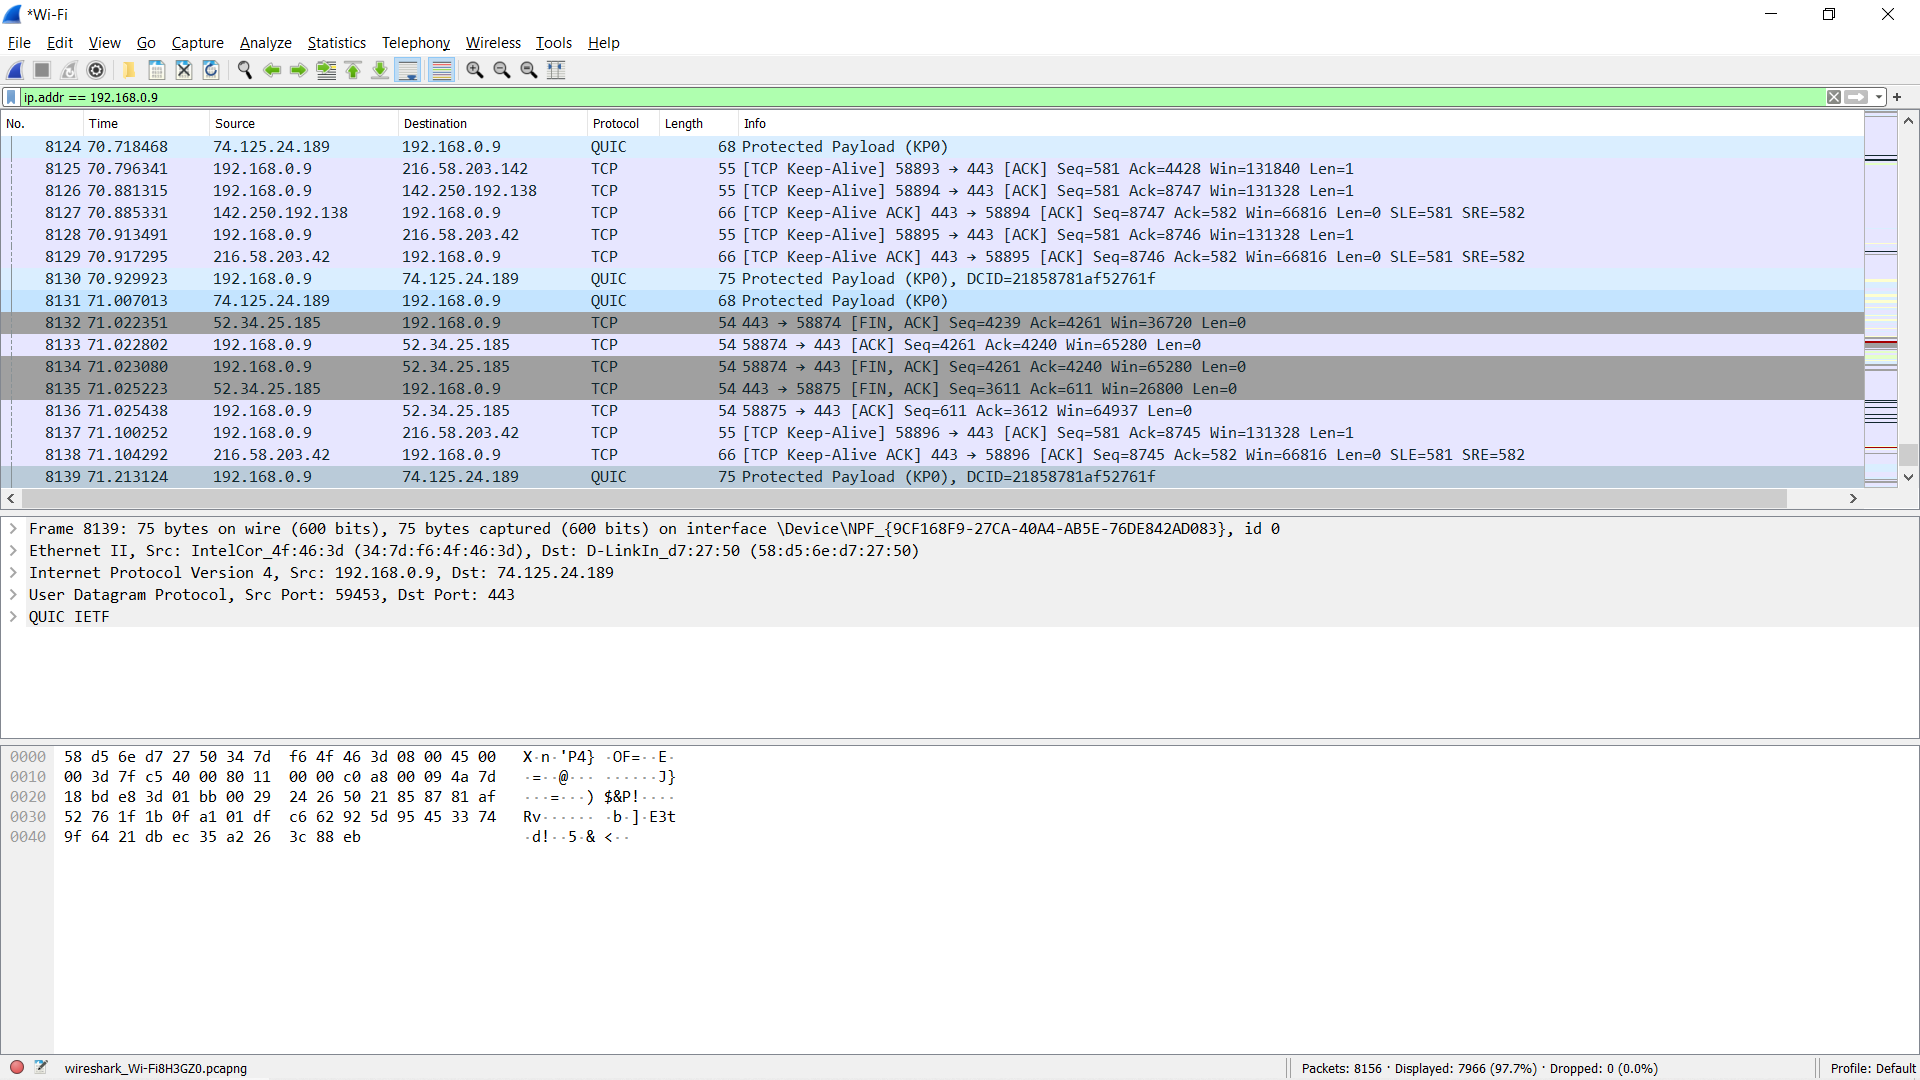 *Wi-Fi
File Edit View Go Capture Analyze Statistics Telephony Wireless Tools Help
ip.addr == 192.168.0.9
No. Time Source Destination Protocol Length Info
8124 70.718468 74.125.24.189 192.168.0.9 QUIC 68 Protected Payload (KP0)
8125 70.796341 192.168.0.9 216.58.203.142 TCP 55 [TCP Keep-Alive] 58893 → 443 [ACK] Seq=581 Ack=4428 Win=131840 Len=1
8126 70.881315 192.168.0.9 142.250.192.138 TCP 55 [TCP Keep-Alive] 58894 → 443 [ACK] Seq=581 Ack=8747 Win=131328 Len=1
8127 70.885331 142.250.192.138 192.168.0.9 TCP 66 [TCP Keep-Alive ACK] 443 → 58894 [ACK] Seq=8747 Ack=582 Win=66816 Len=0 SLE=581 SRE=582
8128 70.913491 192.168.0.9 216.58.203.42 TCP 55 [TCP Keep-Alive] 58895 → 443 [ACK] Seq=581 Ack=8746 Win=131328 Len=1
8129 70.917295 216.58.203.42 192.168.0.9 TCP 66 [TCP Keep-Alive ACK] 443 → 58895 [ACK] Seq=8746 Ack=582 Win=66816 Len=0 SLE=581 SRE=582
8130 70.929923 192.168.0.9 74.125.24.189 QUIC 75 Protected Payload (KP0), DCID=21858781af52761f
8131 71.007013 74.125.24.189 192.168.0.9 QUIC 68 Protected Payload (KP0)
8132 71.022351 52.34.25.185 192.168.0.9 TCP 54 443 → 58874 [FIN, ACK] Seq=4239 Ack=4261 Win=36720 Len=0
8133 71.022802 192.168.0.9 52.34.25.185 TCP 54 58874 → 443 [ACK] Seq=4261 Ack=4240 Win=65280 Len=0
8134 71.023080 192.168.0.9 52.34.25.185 TCP 54 58874 → 443 [FIN, ACK] Seq=4261 Ack=4240 Win=65280 Len=0
8135 71.025223 52.34.25.185 192.168.0.9 TCP 54 443 → 58875 [FIN, ACK] Seq=3611 Ack=611 Win=26800 Len=0
8136 71.025438 192.168.0.9 52.34.25.185 TCP 54 58875 → 443 [ACK] Seq=611 Ack=3612 Win=64937 Len=0
8137 71.100252 192.168.0.9 216.58.203.42 TCP 55 [TCP Keep-Alive] 58896 → 443 [ACK] Seq=581 Ack=8745 Win=131328 Len=1
8138 71.104292 216.58.203.42 192.168.0.9 TCP 66 [TCP Keep-Alive ACK] 443 → 58896 [ACK] Seq=8745 Ack=582 Win=66816 Len=0 SLE=581 SRE=582
8139 71.213124 192.168.0.9 74.125.24.189 QUIC 75 Protected Payload (KP0), DCID=21858781af52761f
Frame 8139: 75 bytes on wire (600 bits), 75 bytes captured (600 bits) on interface \Device\NPF_{9CF168F9-27CA-40A4-AB5E-76DE842AD083}, id 0
Ethernet II, Src: IntelCor_4f:46:3d (34:7d:f6:4f:46:3d), Dst: D-LinkIn_d7:27:50 (58:d5:6e:d7:27:50)
Internet Protocol Version 4, Src: 192.168.0.9, Dst: 74.125.24.189
User Datagram Protocol, Src Port: 59453, Dst Port: 443
QUIC IETF
0000 58 d5 6e d7 27 50 34 7d f6 4f 46 3d 08 00 45 00 X·n·'P4} ·OF=··E·
0010 00 3d 7f c5 40 00 80 11 00 00 c0 a8 00 09 4a 7d ·=··@··· ······J}
0020 18 bd e8 3d 01 bb 00 29 24 26 50 21 85 87 81 af ···=···) $&P!····
0030 52 76 1f 1b 0f a1 01 df c6 62 92 5d 95 45 33 74 Rv······ ·b·]·E3t
0040 9f 64 21 db ec 35 a2 26 3c 88 eb ·d!··5·& <··
wireshark_Wi-Fi8H3GZ0.pcapng Packets: 8156 · Displayed: 7966 (97.7%) · Dropped: 0 (0.0%) Profile: Default